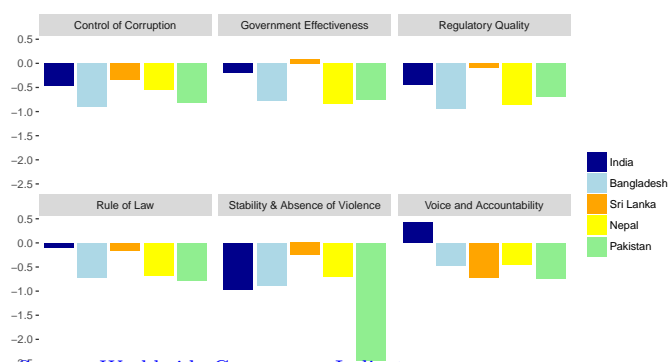 Control of Corruption
Government Effectiveness
Regulatory Quality
0.5
0.0
−0.5
−1.0
−1.5
−2.0
−2.5
Rule of Law
Stability & Absence of Violence
Voice and Accountability
0.5
0.0
−0.5
−1.0
−1.5
−2.0
India
Bangladesh
Sri Lanka
Nepal
Pakistan